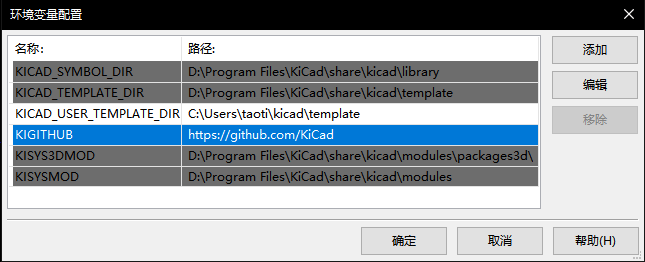 环境变量配置
名称: 路径:
KICAD_SYMBOL_DIR D:\Program Files\KiCad\share\kicad\library
KICAD_TEMPLATE_DIR D:\Program Files\KiCad\share\kicad\template
KICAD_USER_TEMPLATE_DIR C:\Users\taoti\kicad\template
KIGITHUB https://github.com/KiCad
KISYS3DMOD D:\Program Files\KiCad\share\kicad\modules\packages3d\
KISYSMOD D:\Program Files\KiCad\share\kicad\modules
添加
编辑
移除
确定 取消 帮助(H)